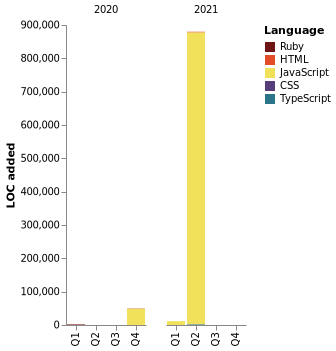 2020
2021
Language
Ruby
HTML
JavaScript
CSS
TypeScript
LOC added
900,000
800,000
700,000
600,000
500,000
400,000
300,000
200,000
100,000
0
Q1 Q2 Q3 Q4 Q1 Q2 Q3 Q4